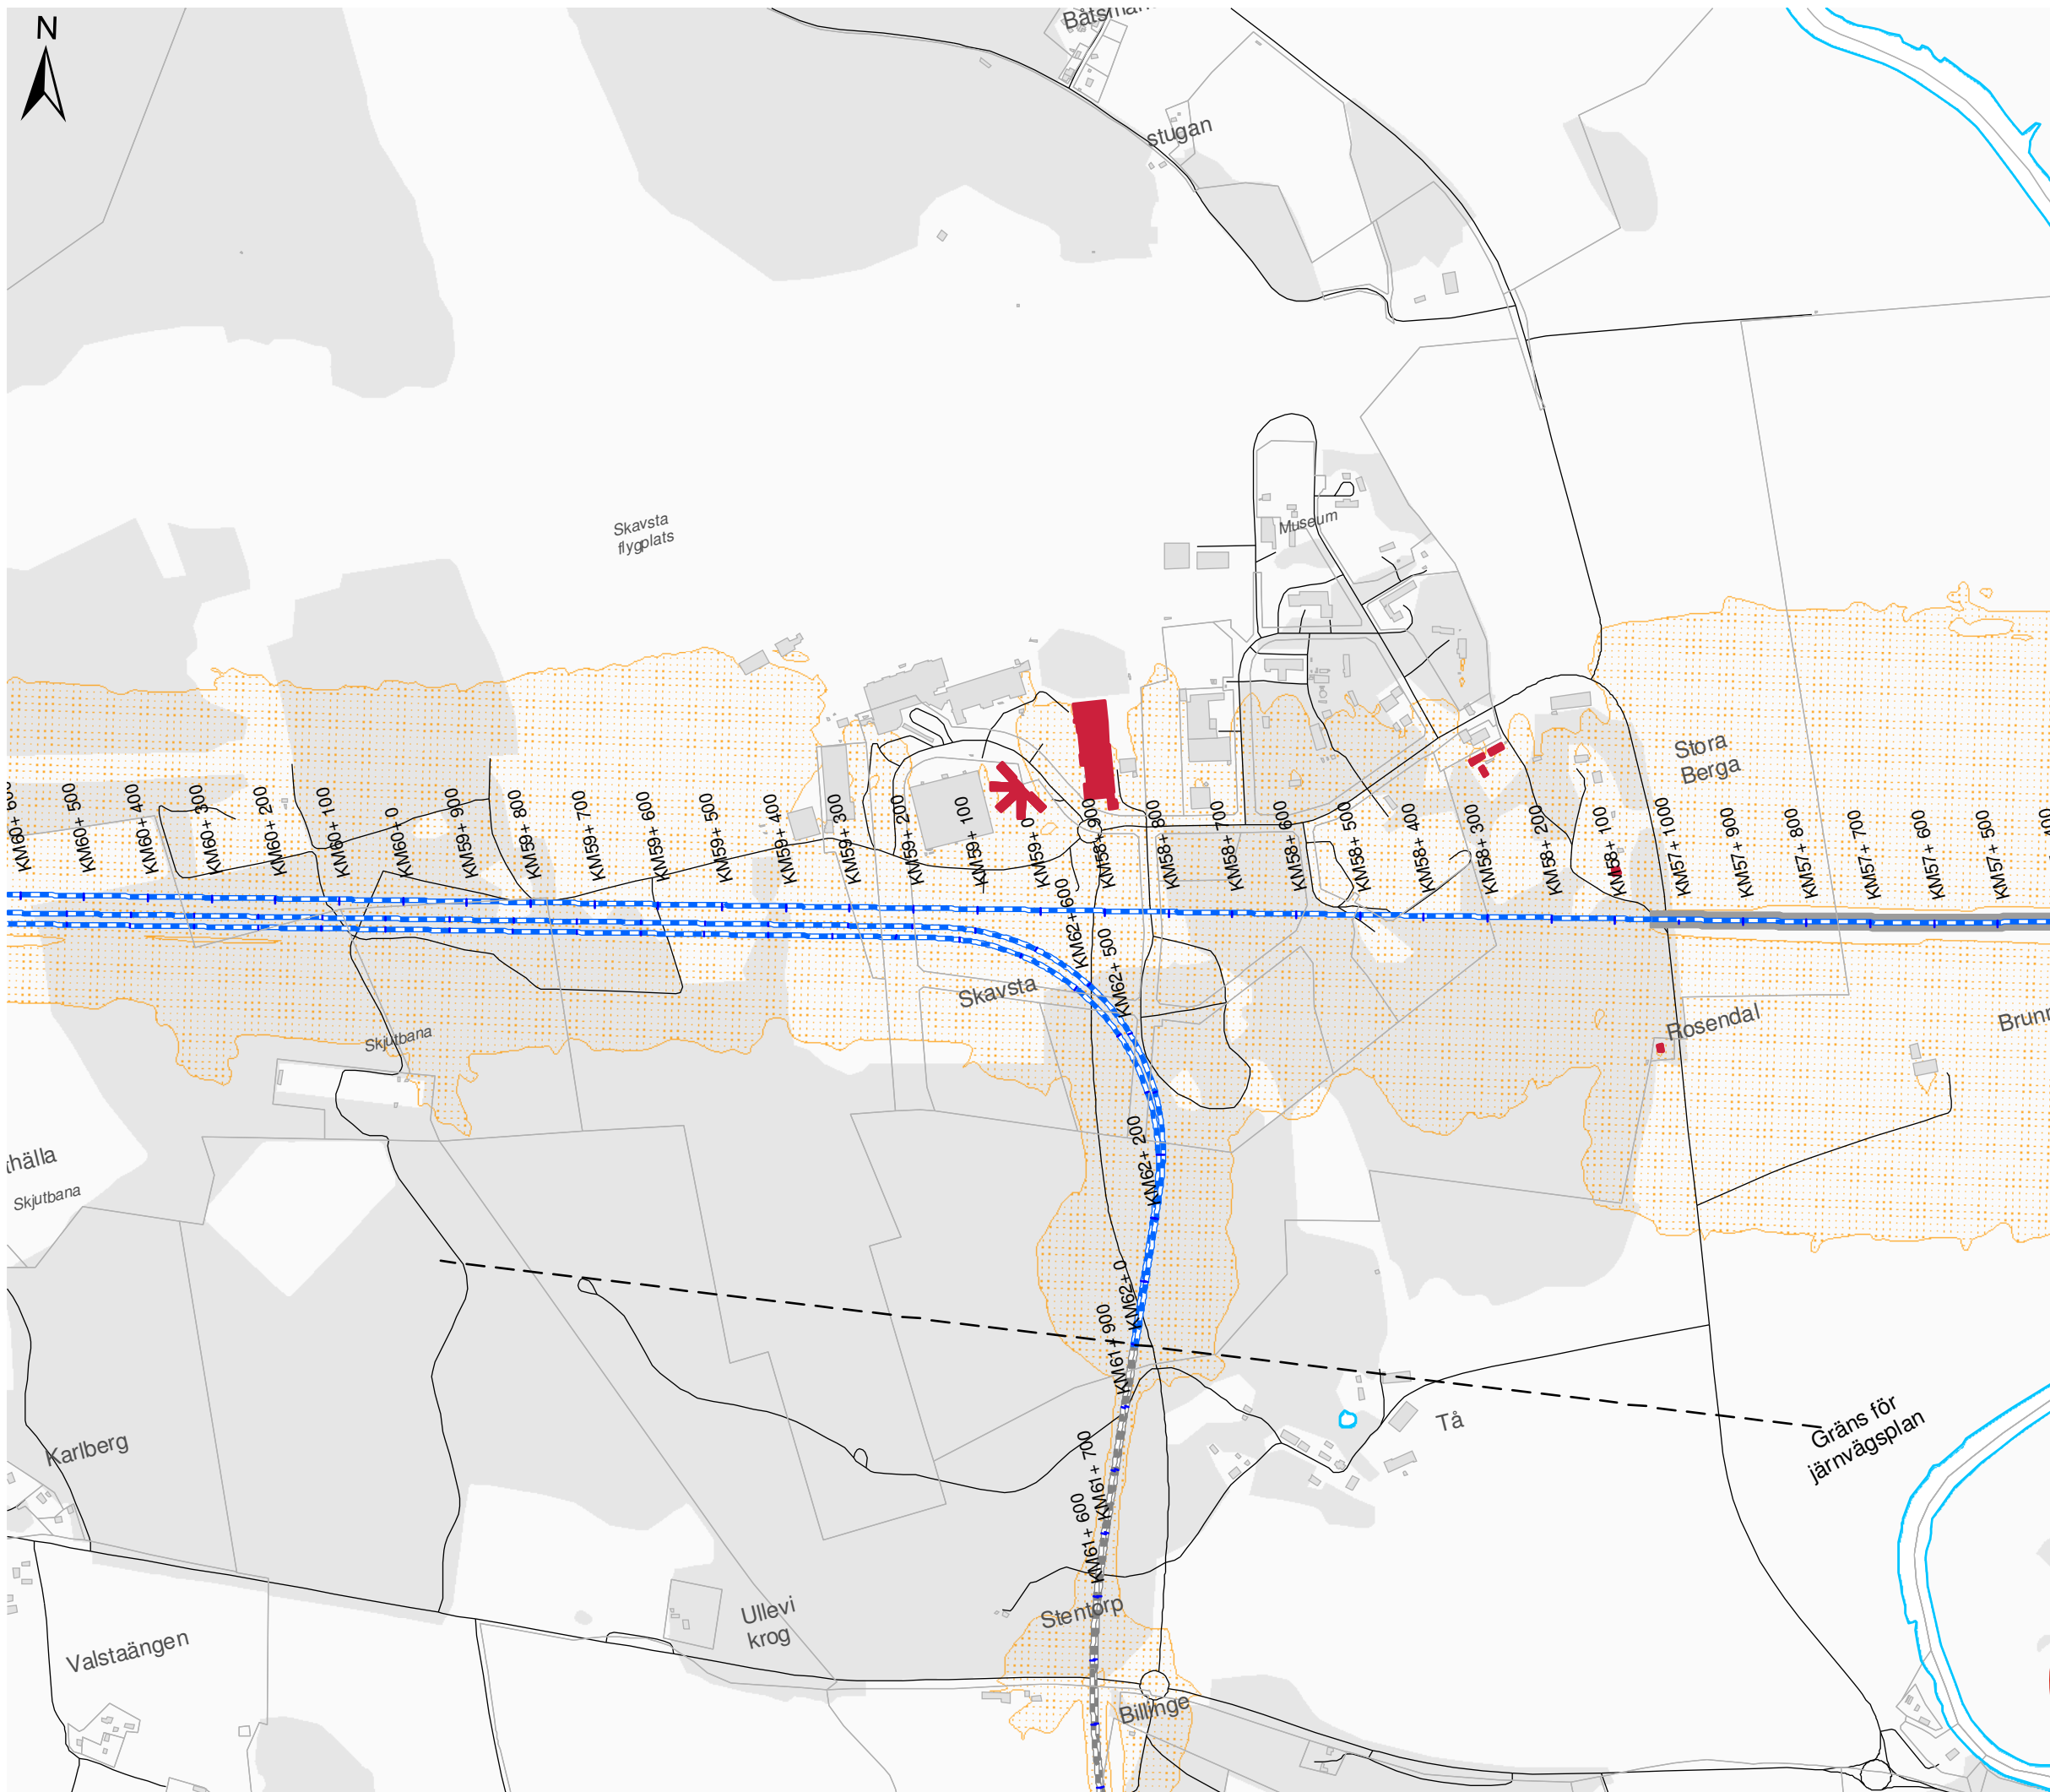 N
stugan
Skavsta
flygplats
Museum
Stora
Berga
KM60+ 500
KM60+ 400
KM60+ 300
KM60+ 200
KM60+ 100
KM60+ 0
KM59+ 900
KM59+ 800
KM59+ 700
KM59+ 600
KM59+ 500
KM59+ 400
KM59+ 300
KM59+ 200
KM59+ 100
KM59+ 0
KM58+ 900
KM58+ 800
KM58+ 700
KM58+ 600
KM58+ 500
KM58+ 400
KM58+ 300
KM58+ 200
KM58+ 100
KM57+ 1000
KM57+ 900
KM57+ 800
KM57+ 700
KM57+ 600
KM57+ 500
KM62+ 600
KM62+ 500
Skavsta
Skjutbana
Rosendal
KM62+ 200
Skjutbana
KM62+ 0
KM61+ 900
Gräns för
järnvägsplan
Tå
Karlberg
KM61+ 700
KM61+ 600
Ullevi
krog
Stentorp
Valstaängen
Billinge